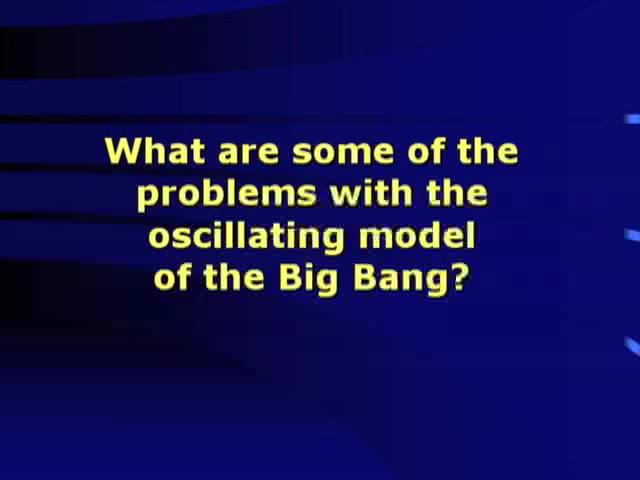 What are some of the
problems with the
oscillating model
of the Big Bang?